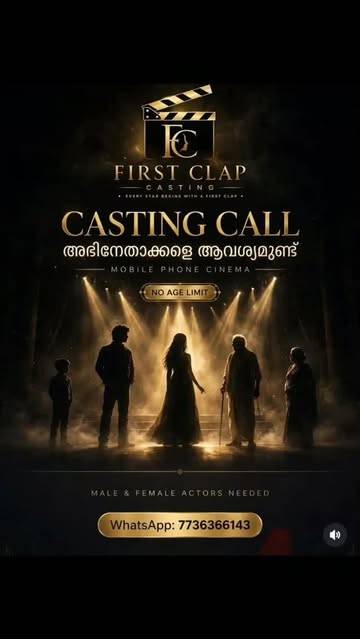 FC
FIRST CLAP
CASTING
• EVERY STAR BEGINS WITH A FIRST CLAP •
CASTING CALL
അഭിനേതാക്കളെ ആവശ്യമുണ്ട്
MOBILE PHONE CINEMA
NO AGE LIMIT
MALE & FEMALE ACTORS NEEDED
WhatsApp: 7736366143